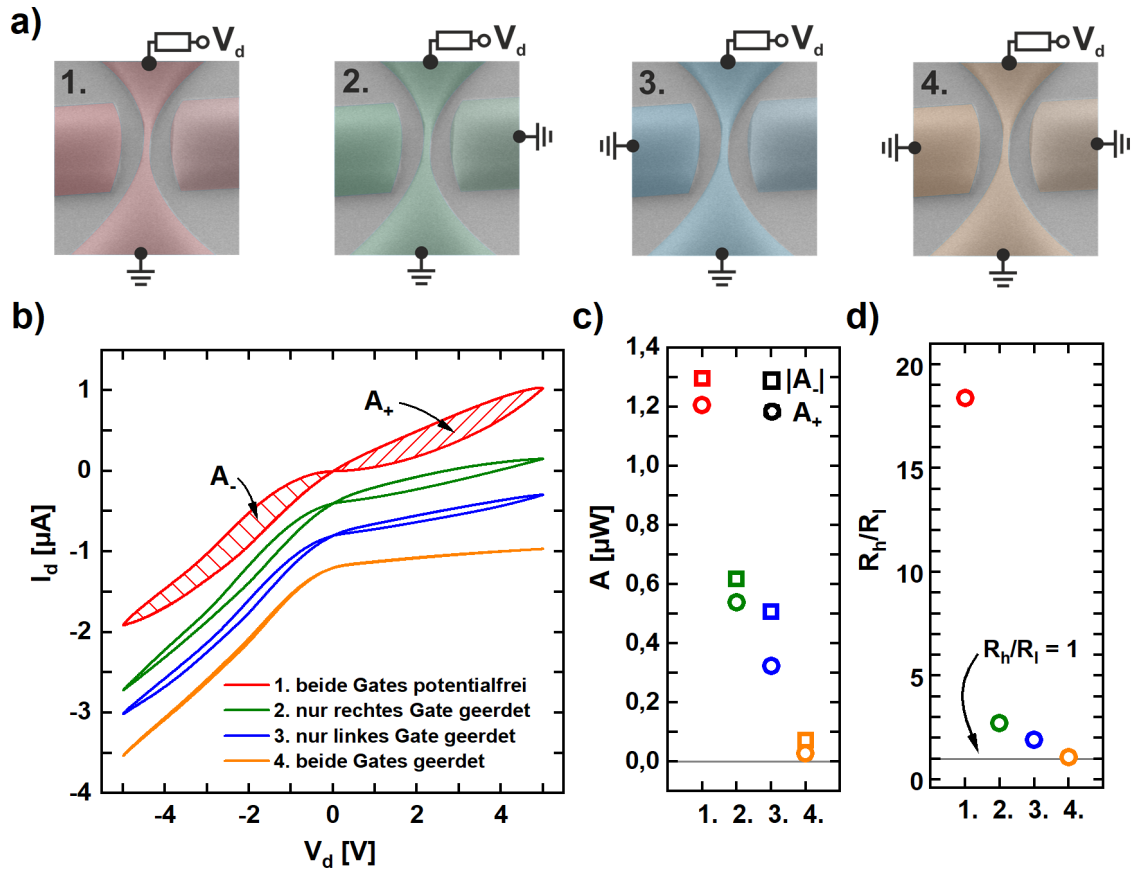 a)
1.
V_d
2.
V_d
3.
V_d
4.
V_d
b)
I_d [µA]
1
0
-1
-2
-3
-4
A_+
A_-
1. beide Gates potentialfrei
2. nur rechtes Gate geerdet
3. nur linkes Gate geerdet
4. beide Gates geerdet
-4
-2
0
2
4
V_d [V]
c)
A [µW]
1,4
1,2
1,0
0,8
0,6
0,4
0,2
0,0
|A_-|
A_+
1.
2.
3.
4.
d)
R_h/R_l
20
15
10
5
0
R_h/R_l = 1
1.
2.
3.
4.